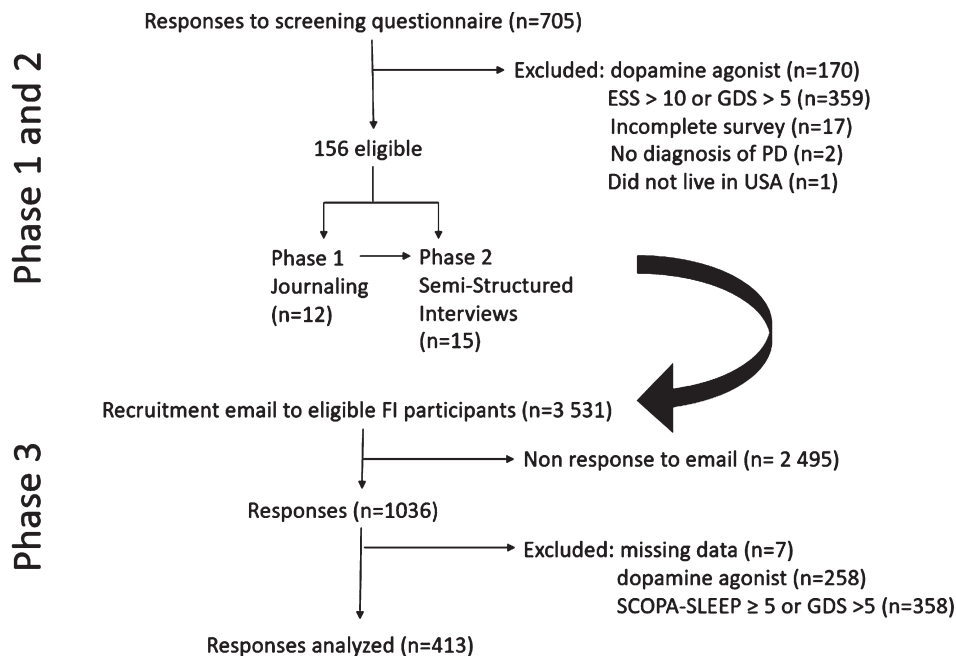 Phase 1 and 2
Responses to screening questionnaire (n=705)
Excluded: dopamine agonist (n=170)
ESS > 10 or GDS > 5 (n=359)
Incomplete survey (n=17)
No diagnosis of PD (n=2)
Did not live in USA (n=1)
156 eligible
Phase 1
Journaling
(n=12)
Phase 2
Semi-Structured
Interviews
(n=15)
Phase 3
Recruitment email to eligible FI participants (n=3 531)
Non response to email (n= 2 495)
Responses (n=1036)
Excluded: missing data (n=7)
dopamine agonist (n=258)
SCOPA-SLEEP ≥ 5 or GDS >5 (n=358)
Responses analyzed (n=413)